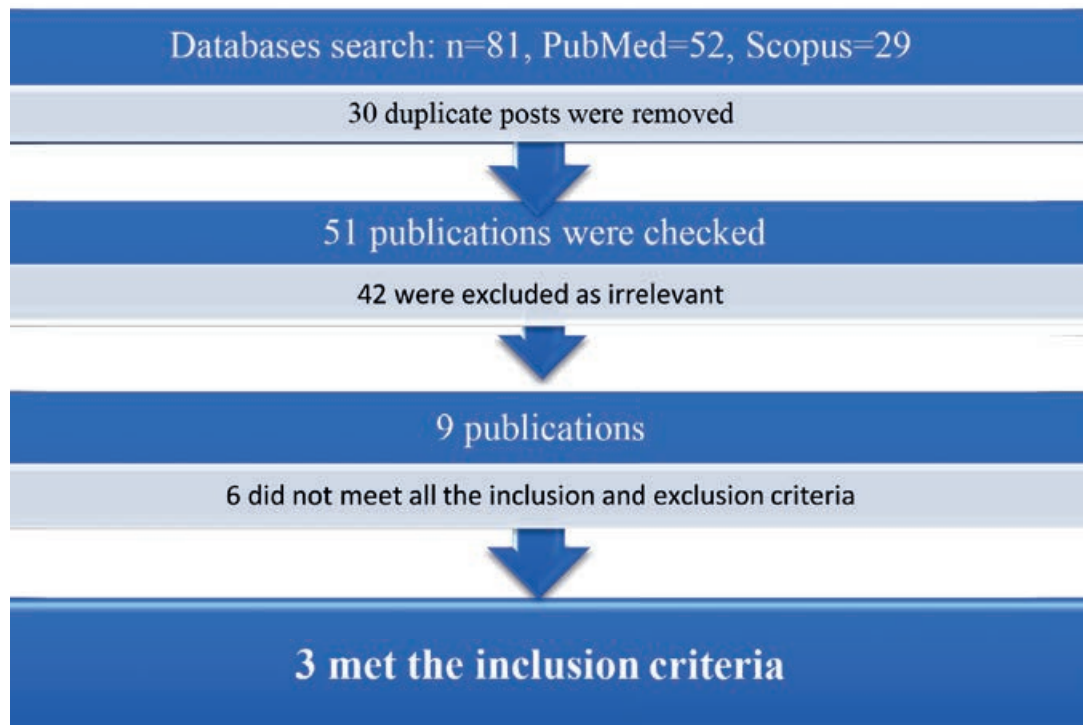 Databases search: n=81, PubMed=52, Scopus=29
30 duplicate posts were removed
51 publications were checked
42 were excluded as irrelevant
9 publications
6 did not meet all the inclusion and exclusion criteria
3 met the inclusion criteria